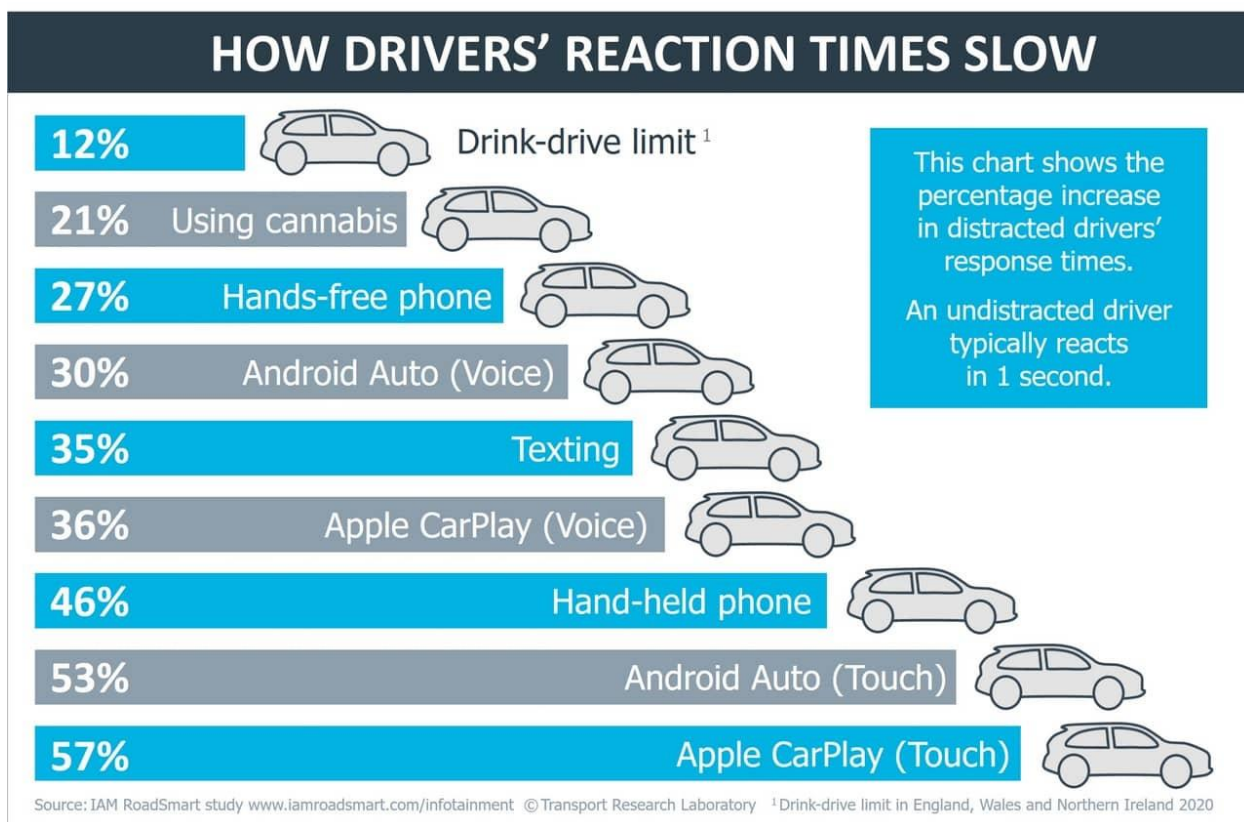 HOW DRIVERS’ REACTION TIMES SLOW
12% Drink-drive limit ¹
21% Using cannabis
27% Hands-free phone
30% Android Auto (Voice)
35% Texting
36% Apple CarPlay (Voice)
46% Hand-held phone
53% Android Auto (Touch)
57% Apple CarPlay (Touch)
This chart shows the
percentage increase
in distracted drivers’
response times.
An undistracted driver
typically reacts
in 1 second.
Source: IAM RoadSmart study www.iamroadsmart.com/infotainment © Transport Research Laboratory ¹ Drink-drive limit in England, Wales and Northern Ireland 2020